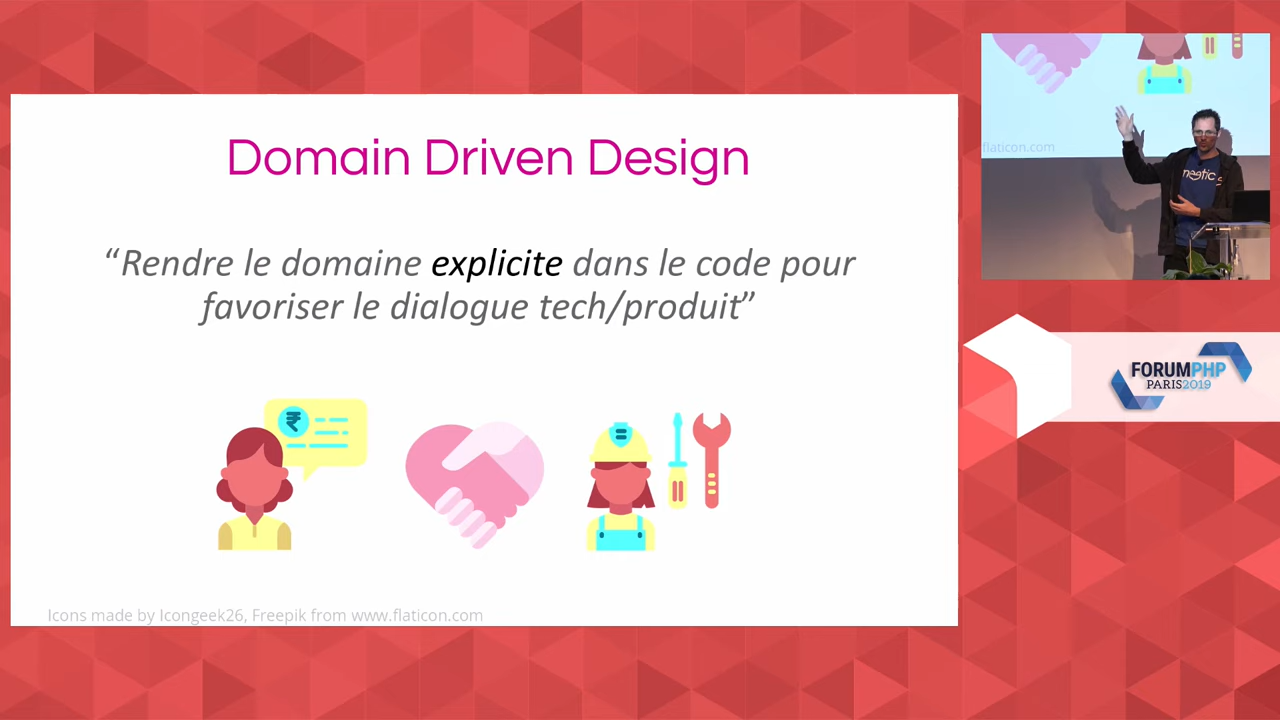 Domain Driven Design
“Rendre le domaine explicite dans le code pour
favoriser le dialogue tech/produit”
Icons made by Icongeek26, Freepik from www.flaticon.com
flaticon.com
meetic
FORUMPHP
PARIS2019